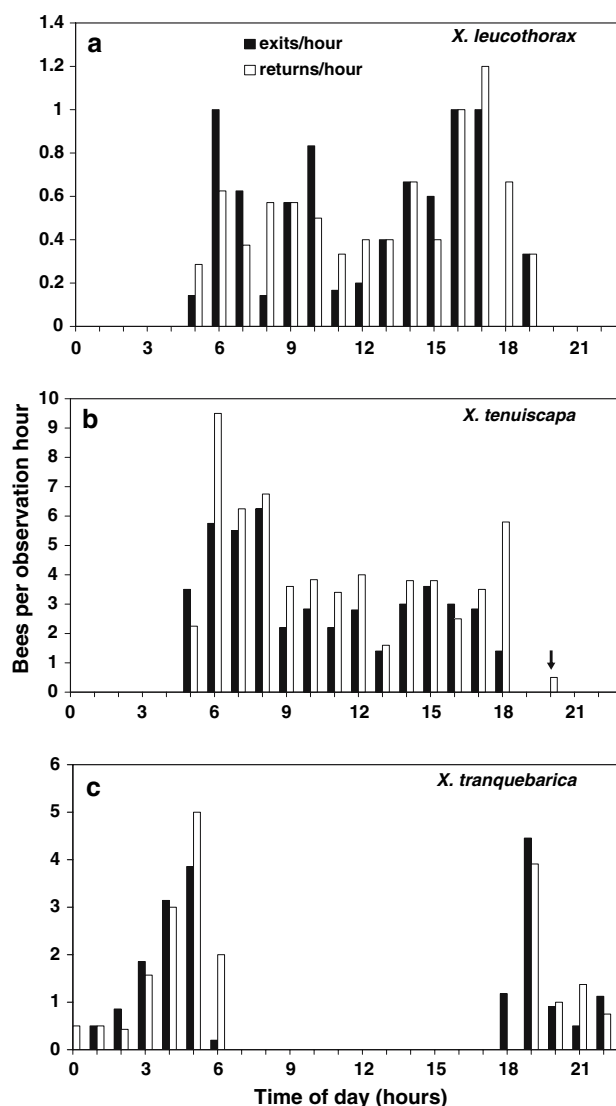 a
X. leucothorax
exits/hour
returns/hour
1.4
1.2
1
0.8
0.6
0.4
0.2
0
0 3 6 9 12 15 18 21
b
X. tenuiscapa
10
9
8
7
6
5
4
3
2
1
0
0 3 6 9 12 15 18 21
Bees per observation hour
c
X. tranquebarica
6
5
4
3
2
1
0
0 3 6 9 12 15 18 21
Time of day (hours)